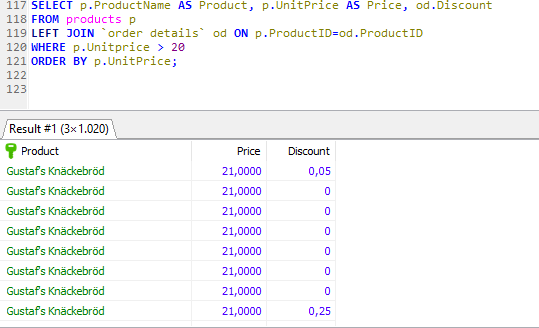 117 SELECT p.ProductName AS Product, p.UnitPrice AS Price, od.Discount
118 FROM products p
119 LEFT JOIN `order details` od ON p.ProductID=od.ProductID
120 WHERE p.Unitprice > 20
121 ORDER BY p.UnitPrice;
122
123
Result #1 (3×1.020)
Product Price Discount
Gustaf's Knäckebröd 21,0000 0,05
Gustaf's Knäckebröd 21,0000 0
Gustaf's Knäckebröd 21,0000 0
Gustaf's Knäckebröd 21,0000 0
Gustaf's Knäckebröd 21,0000 0
Gustaf's Knäckebröd 21,0000 0
Gustaf's Knäckebröd 21,0000 0
Gustaf's Knäckebröd 21,0000 0,25